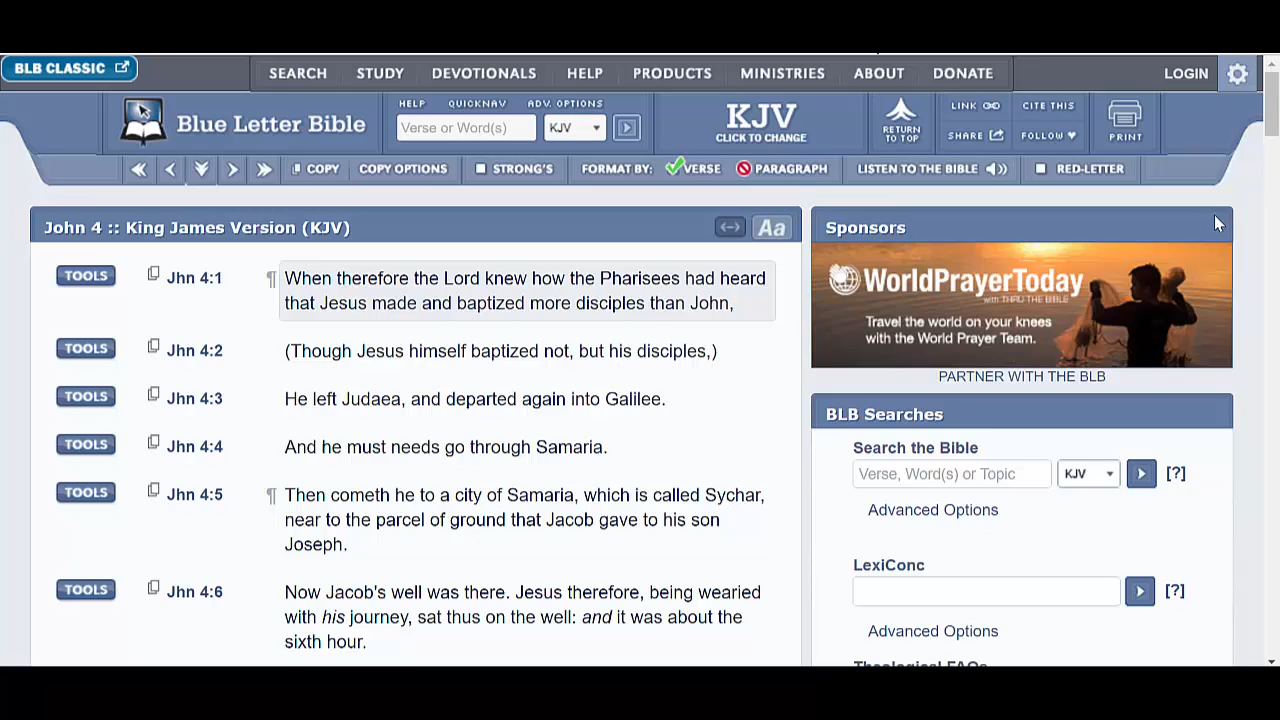 BLB CLASSIC
SEARCH STUDY DEVOTIONALS HELP PRODUCTS MINISTRIES ABOUT DONATE LOGIN
Blue Letter Bible
HELP QUICKNAV ADV. OPTIONS
Verse or Word(s) KJV
KJV
CLICK TO CHANGE
RETURN
TO TOP
LINK CITE THIS
SHARE FOLLOW
PRINT
COPY COPY OPTIONS STRONG'S FORMAT BY: VERSE PARAGRAPH LISTEN TO THE BIBLE RED-LETTER
John 4 :: King James Version (KJV) Aa
TOOLS Jhn 4:1 ¶ When therefore the Lord knew how the Pharisees had heard
that Jesus made and baptized more disciples than John,
TOOLS Jhn 4:2 (Though Jesus himself baptized not, but his disciples,)
TOOLS Jhn 4:3 He left Judaea, and departed again into Galilee.
TOOLS Jhn 4:4 And he must needs go through Samaria.
TOOLS Jhn 4:5 ¶ Then cometh he to a city of Samaria, which is called Sychar,
near to the parcel of ground that Jacob gave to his son
Joseph.
TOOLS Jhn 4:6 Now Jacob's well was there. Jesus therefore, being wearied
with his journey, sat thus on the well: and it was about the
sixth hour.
Sponsors
WorldPrayerToday
with THRU THE BIBLE
Travel the world on your knees
with the World Prayer Team.
PARTNER WITH THE BLB
BLB Searches
Search the Bible
Verse, Word(s) or Topic KJV [?]
Advanced Options
LexiConc
[?]
Advanced Options
Theological FAQs